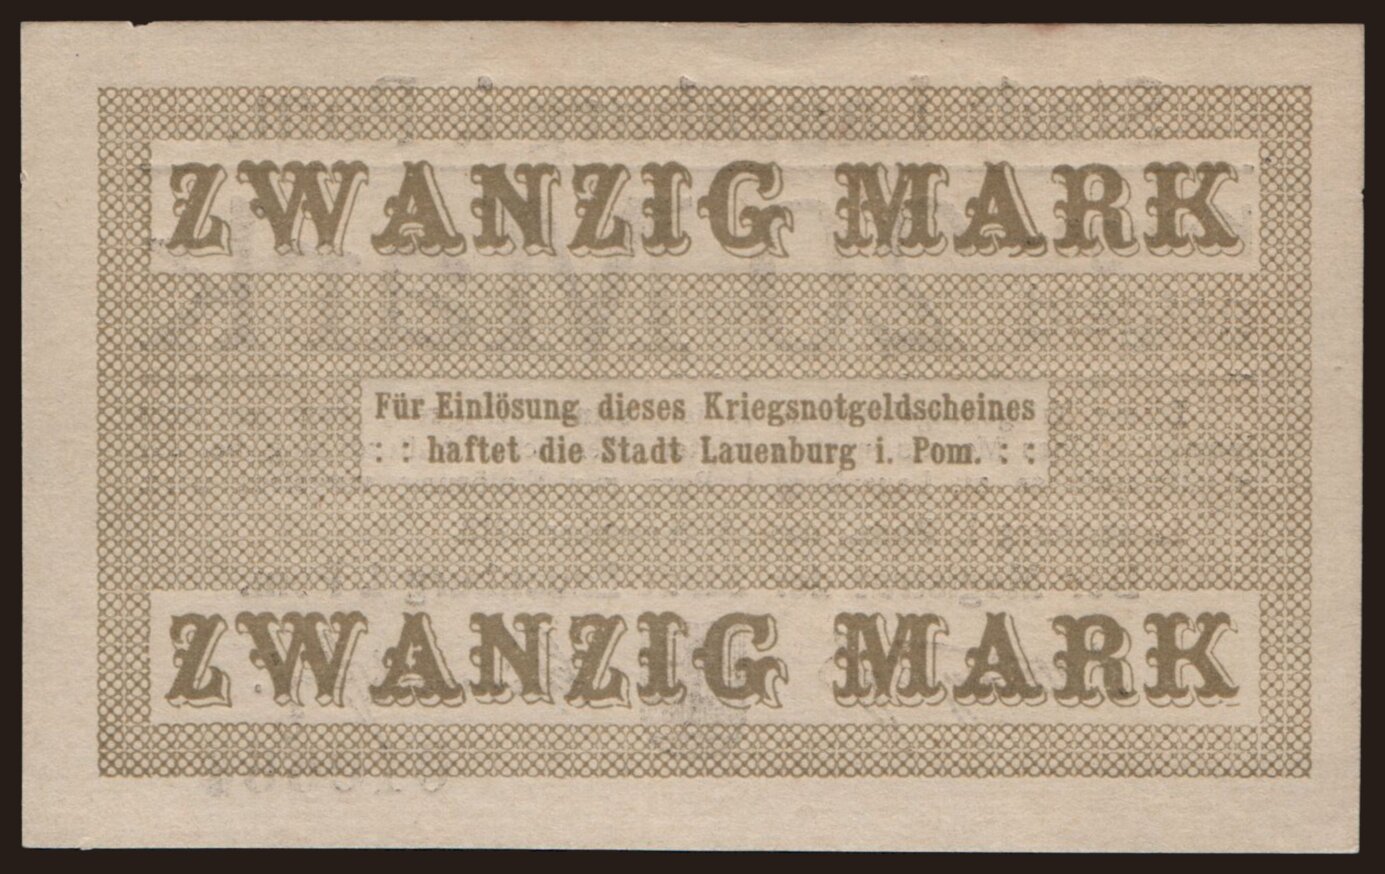 ZWANZIG MARK
Für Einlösung dieses Kriegsnotgeldscheines
: : haftet die Stadt Lauenburg i. Pom. : :
ZWANZIG MARK